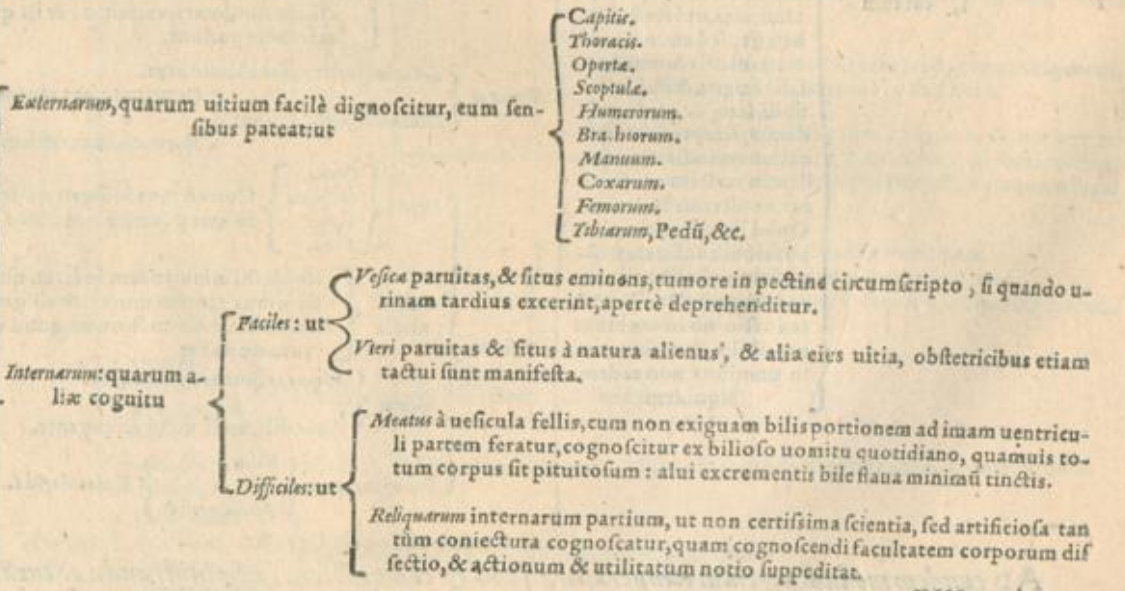 Externarum, quarum uitium facilè dignoſcitur, cum ſen-
ſibus pateat: ut
Capitis.
Thoracis.
Opertæ.
Scoptulæ.
Humerorum.
Bra hiorum.
Manuum.
Coxarum.
Femorum.
Tibiarum, Pedũ, &c.
Internarum: quarum a-
liæ cognitu
Faciles: ut
Veſicæ paruitas, & ſitus eminens, tumore in pectine circumſcripto, ſi quando u-
rinam tardius excerint, apertè deprehenditur.
Vteri paruitas & ſitus à natura alienus, & alia eius uitia, obſtetricibus etiam
tactui ſunt manifeſta.
Difficiles: ut
Meatus à ueſicula fellis, cum non exiguam bilis portionem ad imam uentricu-
li partem feratur, cognoſcitur ex bilioſo uomitu quotidiano, quamuis to-
tum corpus ſit pituitoſum: alui excrementis bile flaua minimũ tinctis.
Reliquarum internarum partium, ut non certiſsima ſcientia, ſed artificioſa tan
tùm coniectura cognoſcatur, quam cognoſcendi facultatem corporum diſ
ſectio, & actionum & utilitatum notio ſuppeditat.